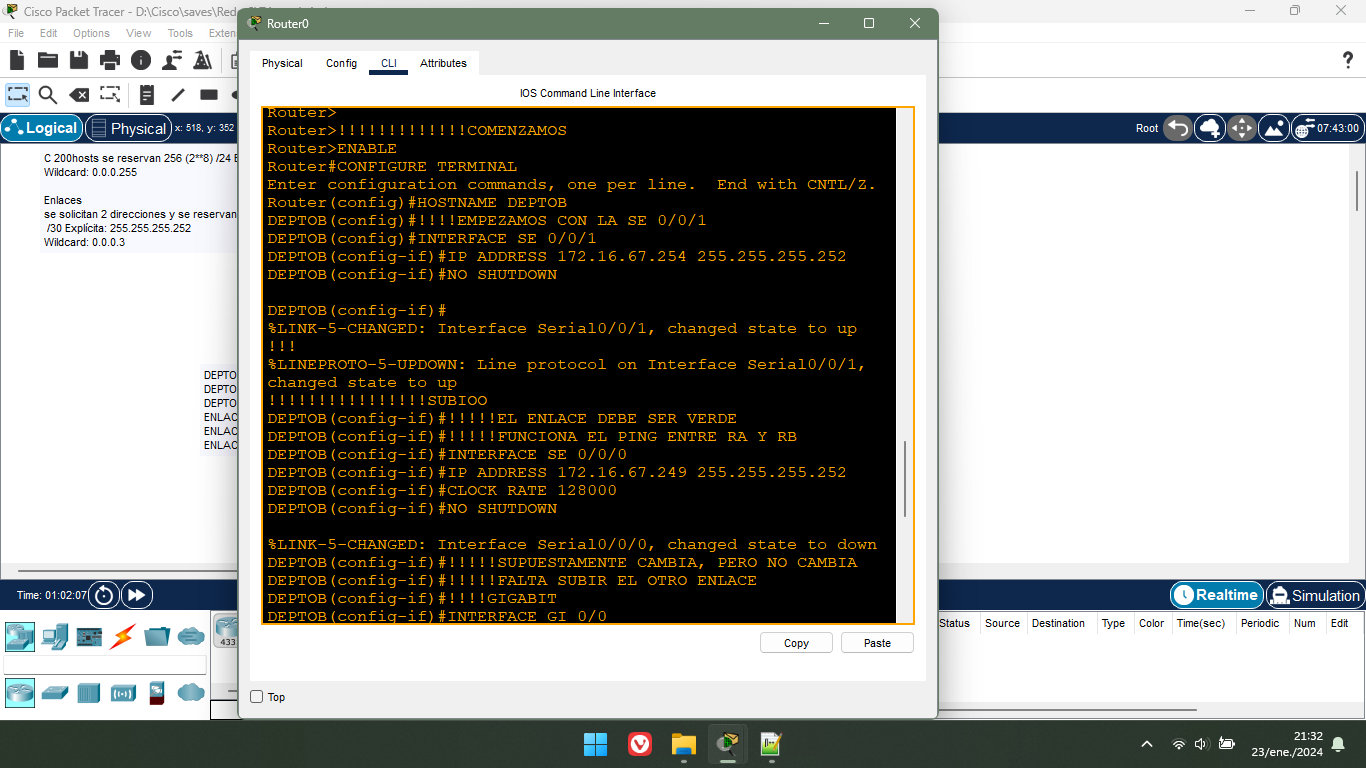 Cisco Packet Tracer - D:\Cisco\saves\Rede
Router0
File Edit Options View Tools Exten
Physical Config CLI Attributes
IOS Command Line Interface
Logical Physical x: 518, y: 352
Root 07:43:00
C 200hosts se reservan 256 (2**8) /24 E
Wildcard: 0.0.0.255
Enlaces
se solicitan 2 direcciones y se reservan
/30 Explícita: 255.255.255.252
Wildcard: 0.0.0.3
DEPTO
DEPTO
DEPTO
ENLAC
ENLAC
ENLAC
Router>
Router>!!!!!!!!!!!!!COMENZAMOS
Router>ENABLE
Router#CONFIGURE TERMINAL
Enter configuration commands, one per line.  End with CNTL/Z.
Router(config)#HOSTNAME DEPTOB
DEPTOB(config)#!!!!EMPEZAMOS CON LA SE 0/0/1
DEPTOB(config)#INTERFACE SE 0/0/1
DEPTOB(config-if)#IP ADDRESS 172.16.67.254 255.255.255.252
DEPTOB(config-if)#NO SHUTDOWN
DEPTOB(config-if)#
%LINK-5-CHANGED: Interface Serial0/0/1, changed state to up
!!!
%LINEPROTO-5-UPDOWN: Line protocol on Interface Serial0/0/1,
changed state to up
!!!!!!!!!!!!!!!!SUBIOO
DEPTOB(config-if)#!!!!!EL ENLACE DEBE SER VERDE
DEPTOB(config-if)#!!!!!FUNCIONA EL PING ENTRE RA Y RB
DEPTOB(config-if)#INTERFACE SE 0/0/0
DEPTOB(config-if)#IP ADDRESS 172.16.67.249 255.255.255.252
DEPTOB(config-if)#CLOCK RATE 128000
DEPTOB(config-if)#NO SHUTDOWN
%LINK-5-CHANGED: Interface Serial0/0/0, changed state to down
DEPTOB(config-if)#!!!!!SUPUESTAMENTE CAMBIA, PERO NO CAMBIA
DEPTOB(config-if)#!!!!!FALTA SUBIR EL OTRO ENLACE
DEPTOB(config-if)#!!!!GIGABIT
DEPTOB(config-if)#INTERFACE GI 0/0
Copy Paste
Top
Time: 01:02:07
Realtime Simulation
433
Status Source Destination Type Color Time(sec) Periodic Num Edit
21:32
23/ene./2024